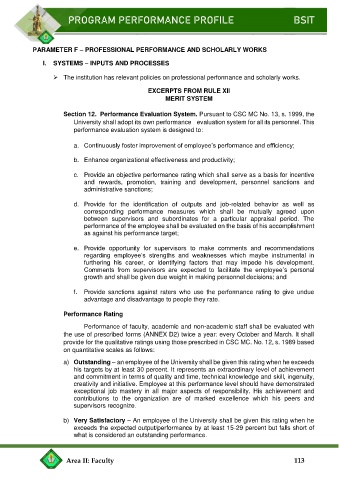 PROGRAM PERFORMANCE PROFILE BSIT
PARAMETER F – PROFESSIONAL PERFORMANCE AND SCHOLARLY WORKS
I. SYSTEMS – INPUTS AND PROCESSES
➢ The institution has relevant policies on professional performance and scholarly works.
EXCERPTS FROM RULE XII
MERIT SYSTEM
Section 12. Performance Evaluation System. Pursuant to CSC MC No. 13, s. 1999, the
University shall adopt its own performance evaluation system for all its personnel. This
performance evaluation system is designed to:
a. Continuously foster improvement of employee's performance and efficiency;
b. Enhance organizational effectiveness and productivity;
c. Provide an objective performance rating which shall serve as a basis for incentive
and rewards, promotion, training and development, personnel sanctions and
administrative sanctions;
d. Provide for the identification of outputs and job-related behavior as well as
corresponding performance measures which shall be mutually agreed upon
between supervisors and subordinates for a particular appraisal period. The
performance of the employee shall be evaluated on the basis of his accomplishment
as against his performance target;
e. Provide opportunity for supervisors to make comments and recommendations
regarding employee's strengths and weaknesses which maybe instrumental in
furthering his career, or identifying factors that may impede his development.
Comments from supervisors are expected to facilitate the employee's personal
growth and shall be given due weight in making personnel decisions; and
f. Provide sanctions against raters who use the performance rating to give undue
advantage and disadvantage to people they rate.
Performance Rating
Performance of faculty, academic and non-academic staff shall be evaluated with
the use of prescribed forms (ANNEX D2) twice a year: every October and March. It shall
provide for the qualitative ratings using those prescribed in CSC MC. No. 12, s. 1989 based
on quantitative scales as follows:
a) Outstanding – an employee of the University shall be given this rating when he exceeds
his targets by at least 30 percent. It represents an extraordinary level of achievement
and commitment in terms of quality and time, technical knowledge and skill, ingenuity,
creativity and initiative. Employee at this performance level should have demonstrated
exceptional job mastery in all major aspects of responsibility. His achievement and
contributions to the organization are of marked excellence which his peers and
supervisors recognize.
b) Very Satisfactory – An employee of the University shall be given this rating when he
exceeds the expected output/performance by at least 15-29 percent but falls short of
what is considered an outstanding performance.
Area II: Faculty 113